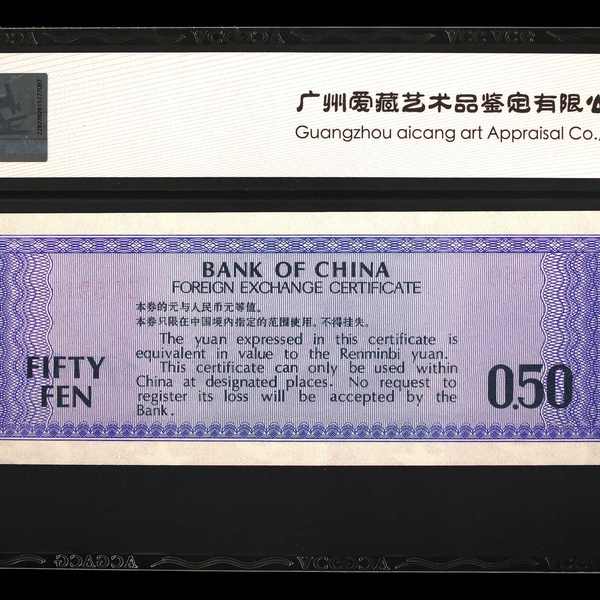 广州爱藏艺术品鉴定有限公
Guangzhou aicang art Appraisal Co.,
BANK OF CHINA
FOREIGN EXCHANGE CERTIFICATE
本券的元与人民币元等值。
本券只限在中国境内指定的范围使用。不得挂失。
The yuan expressed in this certificate is
equivalent in value to the Renminbi yuan.
This certificate can only be used within
China at designated places. No request to
register its loss will be accepted by the
Bank.
FIFTY
FEN
0.50